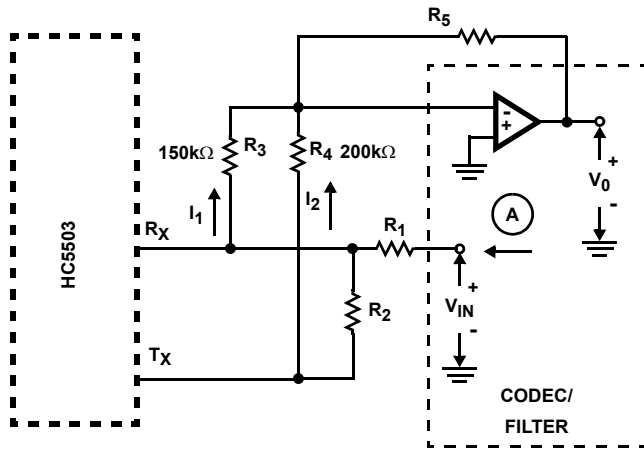 R5
-
+
+
V0
-
150kΩ
R3
R4 200kΩ
I1
I2
A
RX
R1
+
VIN
-
R2
HC5503
TX
CODEC/
FILTER